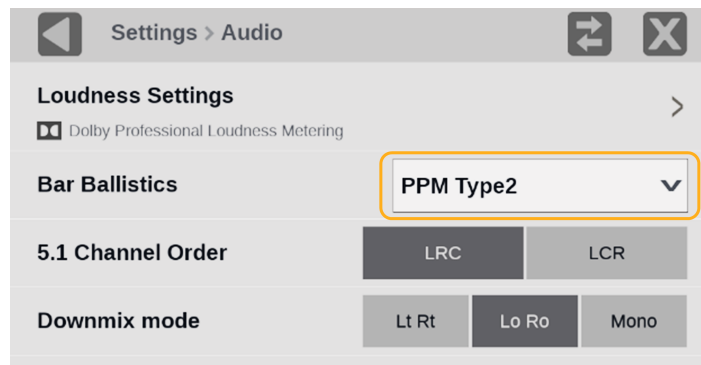 Settings > Audio
Loudness Settings
Dolby Professional Loudness Metering
Bar Ballistics
PPM Type2
5.1 Channel Order
LRC
LCR
Downmix mode
Lt Rt
Lo Ro
Mono